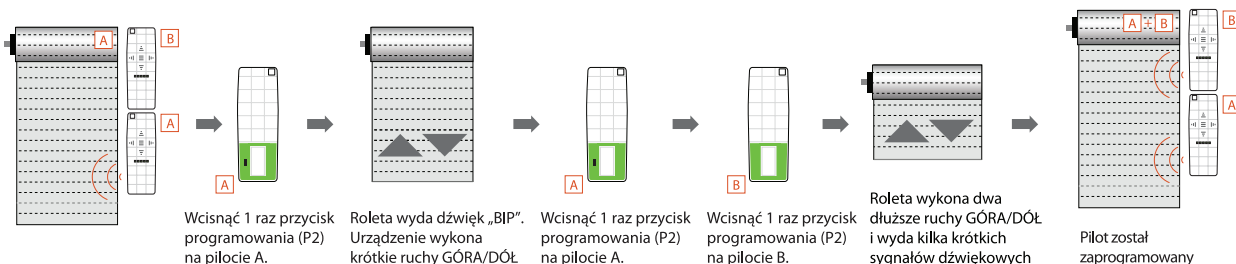 A
B
A
A
Wcisnąć 1 raz przycisk
programowania (P2)
na pilocie A.
Roleta wyda dźwięk „BIP”.
Urządzenie wykona
krótkie ruchy GÓRA/DÓŁ
A
Wcisnąć 1 raz przycisk
programowania (P2)
na pilocie A.
B
Wcisnąć 1 raz przycisk
programowania (P2)
na pilocie B.
Roleta wykona dwa
dłuższe ruchy GÓRA/DÓŁ
i wyda kilka krótkich
sygnałów dźwiękowych
A + B
B
A
Pilot został
zaprogramowany